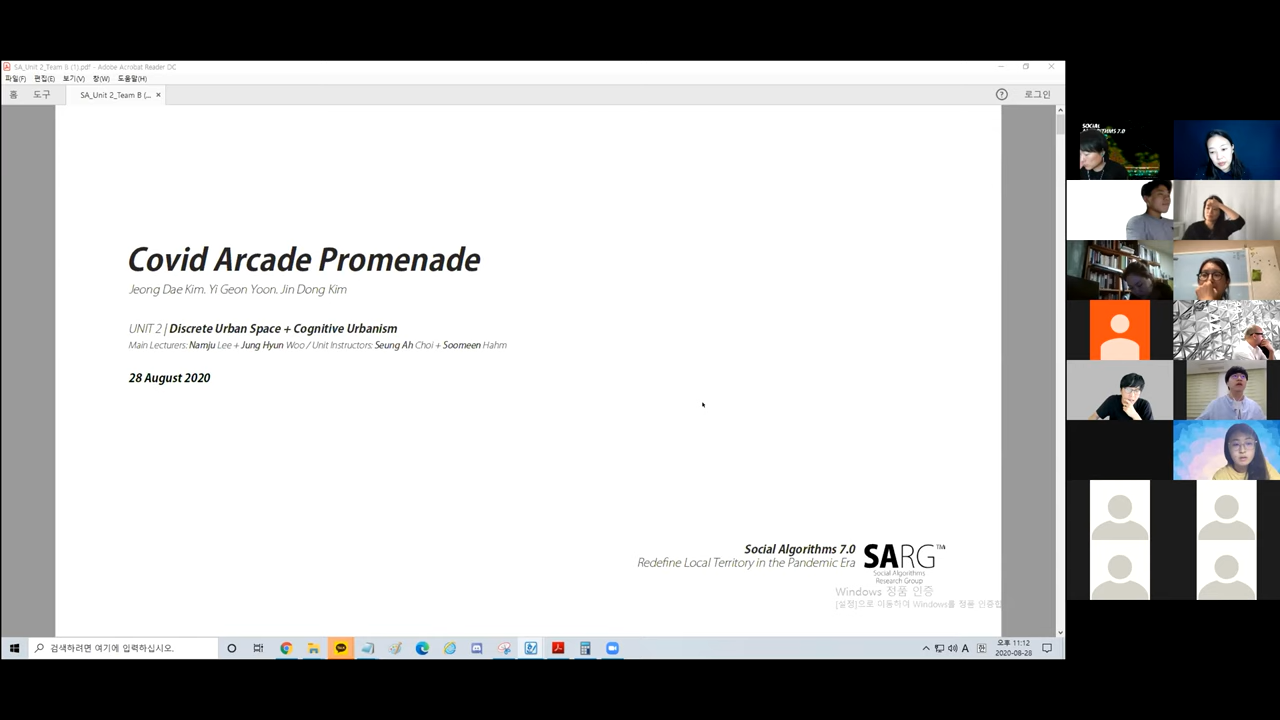 SA_Unit 2_Team B (1).pdf - Adobe Acrobat Reader DC
파일(F) 편집(E) 보기(V) 창(W) 도움말(H)
홈 도구 SA_Unit 2_Team B (... × ? 로그인
Covid Arcade Promenade
Jeong Dae Kim. Yi Geon Yoon. Jin Dong Kim
UNIT 2 | Discrete Urban Space + Cognitive Urbanism
Main Lecturers: Namju Lee + Jung Hyun Woo / Unit Instructors: Seung Ah Choi + Soomeen Hahm
28 August 2020
Social Algorithms 7.0
Redefine Local Territory in the Pandemic Era
SARG™
Social Algorithms
Research Group
Windows 정품 인증
[설정]으로 이동하여 Windows를 정품 인증합
검색하려면 여기에 입력하십시오.
A 한 오후 11:12
2020-08-28
SOCIAL
ALGORITHMS 7.0